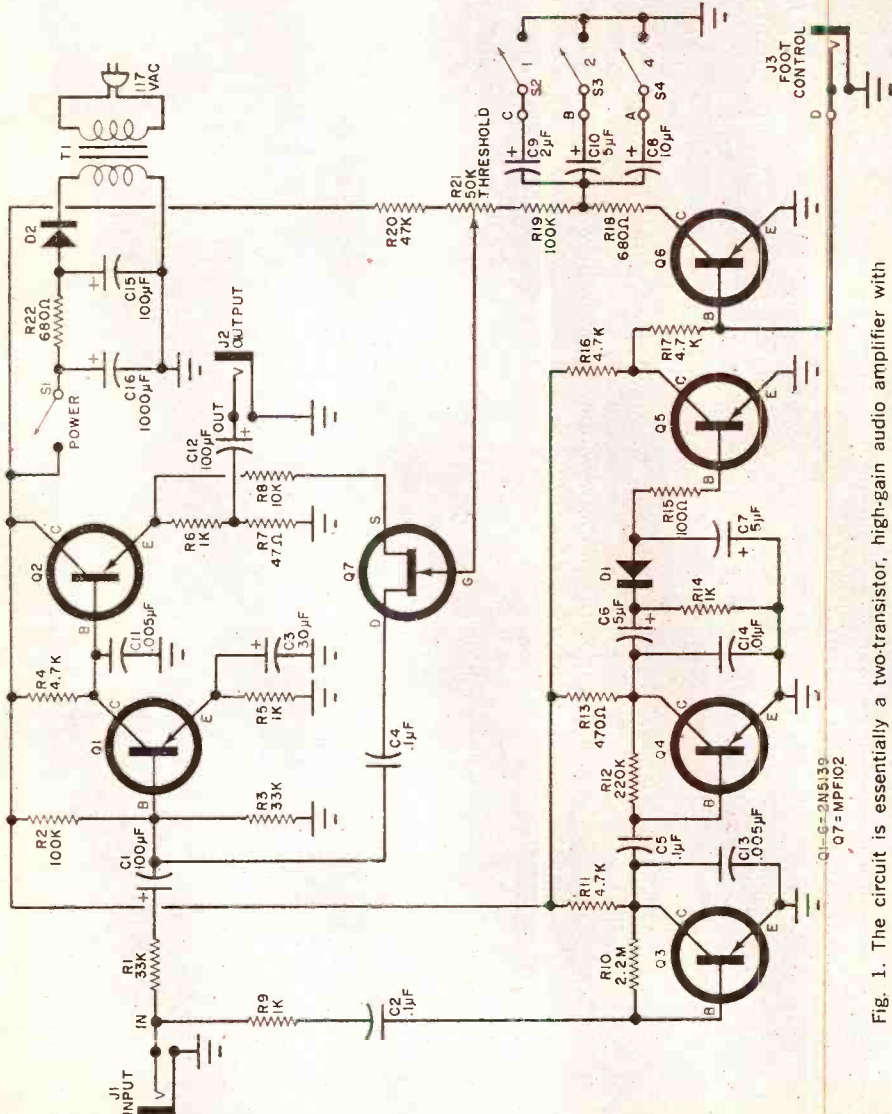 J1
INPUT
IN
R1
33K
R9
1K
C2
.1µF
C1
100µF
R2
100K
R3
33K
Q1
B
C
E
R4
4.7K
R5
1K
C3
30µF
C11
.005µF
Q2
B
C
E
R6
1K
R7
47Ω
R8
10K
C12
100µF
OUT
J2
OUTPUT
C4
.1µF
Q7
D
S
G
POWER
S1
R22
680Ω
C16
1000µF
C15
100µF
D2
T1
117
VAC
R20
47K
R21
50K
THRESHOLD
R19
100K
R18
680Ω
C9
2µF
C10
5µF
C8
10µF
C
B
A
S2
S3
S4
1
2
4
R10
2.2M
R11
4.7K
Q3
B
C
E
C13
.005µF
C5
.1µF
R12
220K
R13
470Ω
Q4
B
C
E
C14
.01µF
C6
5µF
R14
1K
D1
C7
5µF
R15
100Ω
Q5
B
C
E
R16
4.7K
R17
4.7
K
Q6
B
C
E
D
J3
FOOT
CONTROL
Q1-6=2N5139
Q7=MPF102
Fig. 1. The circuit is essentially a two-transistor, high-gain audio amplifier with